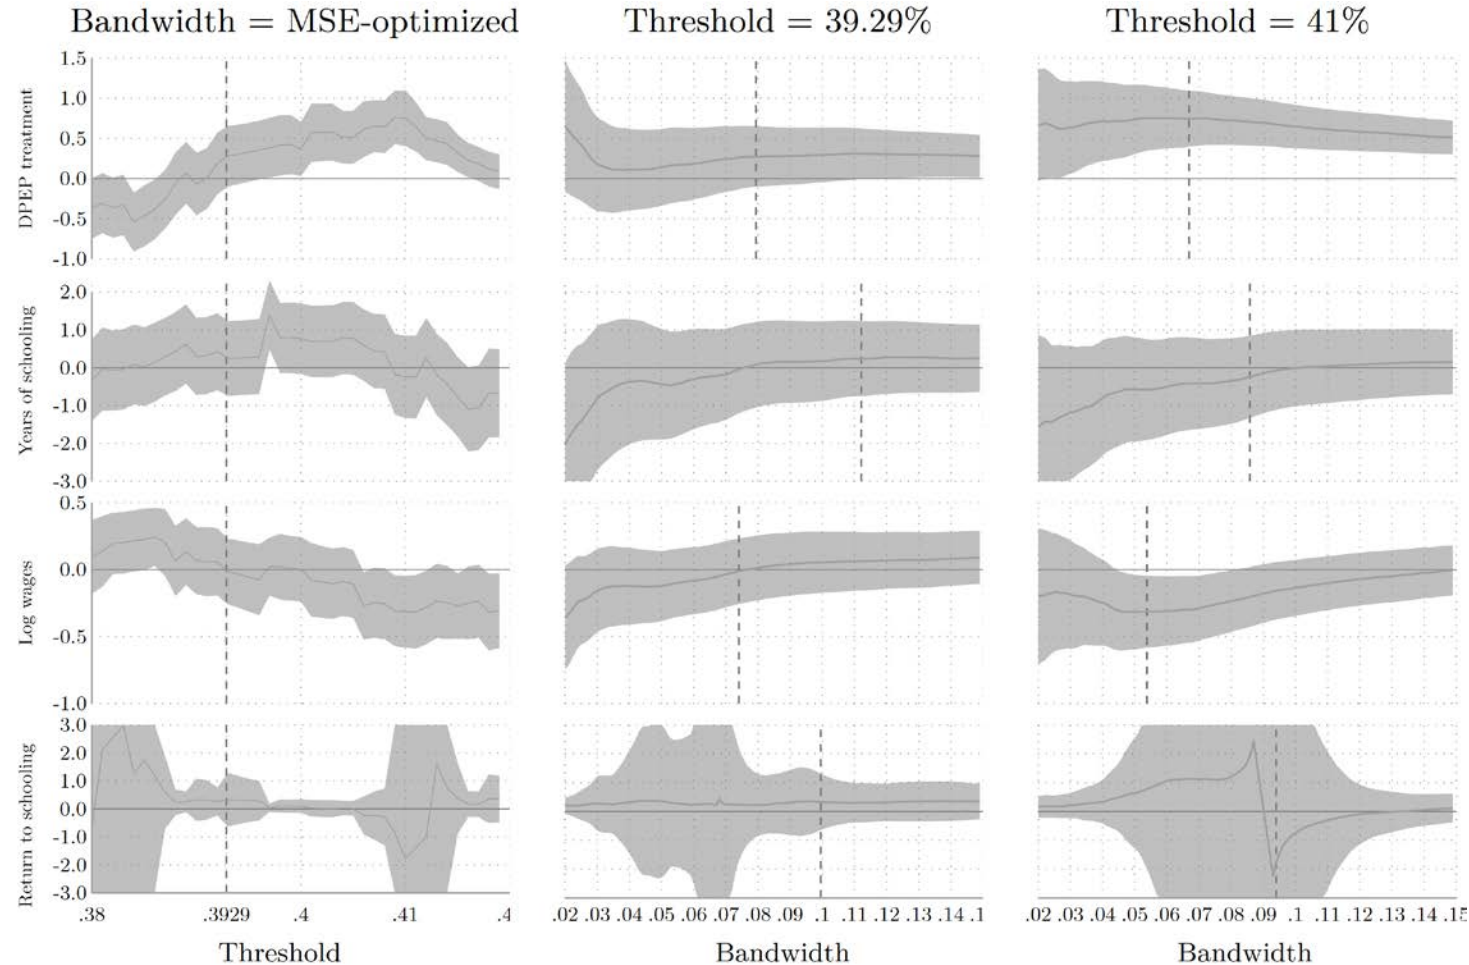 Bandwidth = MSE-optimized
Threshold = 39.29%
Threshold = 41%
DPEP treatment
1.5
1.0
0.5
0.0
-0.5
-1.0
Years of schooling
2.0
1.0
0.0
-1.0
-2.0
-3.0
Log wages
0.5
0.0
-0.5
-1.0
Return to schooling
3.0
2.0
1.0
0.0
-1.0
-2.0
-3.0
.38 .3929 .4 .41 .4
.02 .03 .04 .05 .06 .07 .08 .09 .1 .11 .12 .13 .14 .1
.02 .03 .04 .05 .06 .07 .08 .09 .1 .11 .12 .13 .14 .15
Threshold
Bandwidth
Bandwidth